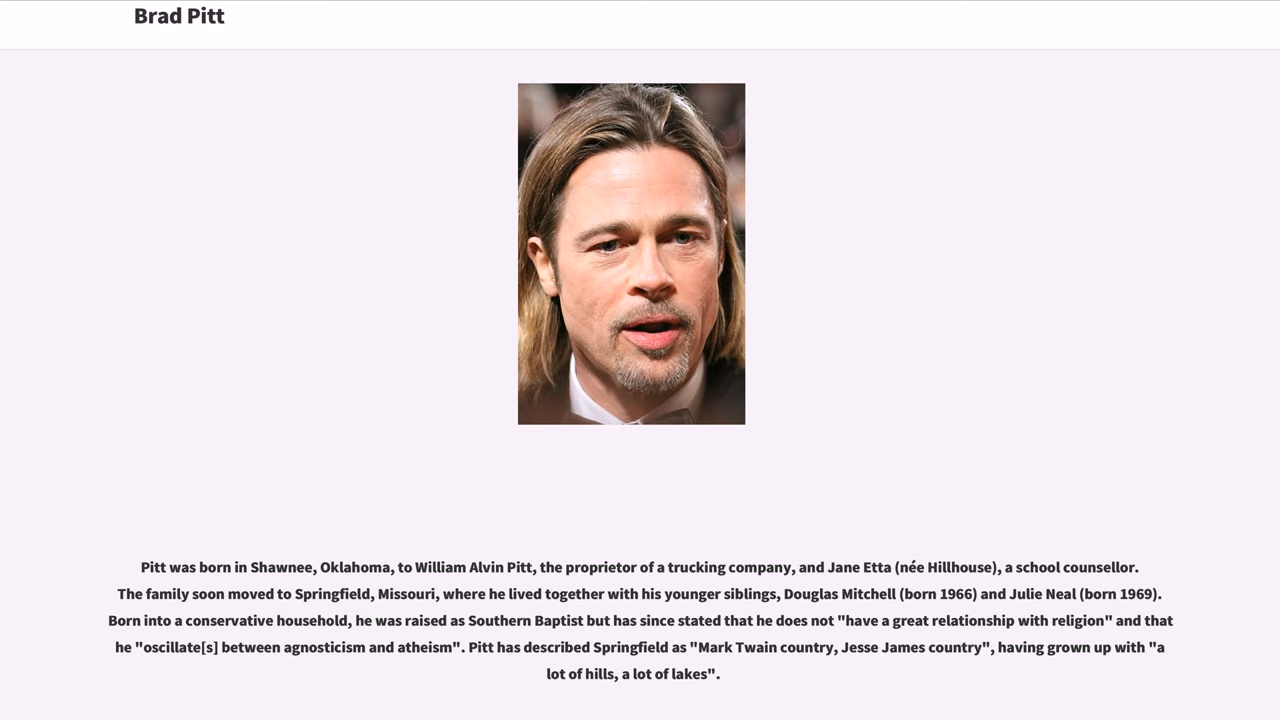 Brad Pitt
Pitt was born in Shawnee, Oklahoma, to William Alvin Pitt, the proprietor of a trucking company, and Jane Etta (née Hillhouse), a school counsellor.
The family soon moved to Springfield, Missouri, where he lived together with his younger siblings, Douglas Mitchell (born 1966) and Julie Neal (born 1969).
Born into a conservative household, he was raised as Southern Baptist but has since stated that he does not "have a great relationship with religion" and that
he "oscillate[s] between agnosticism and atheism". Pitt has described Springfield as "Mark Twain country, Jesse James country", having grown up with "a
lot of hills, a lot of lakes".